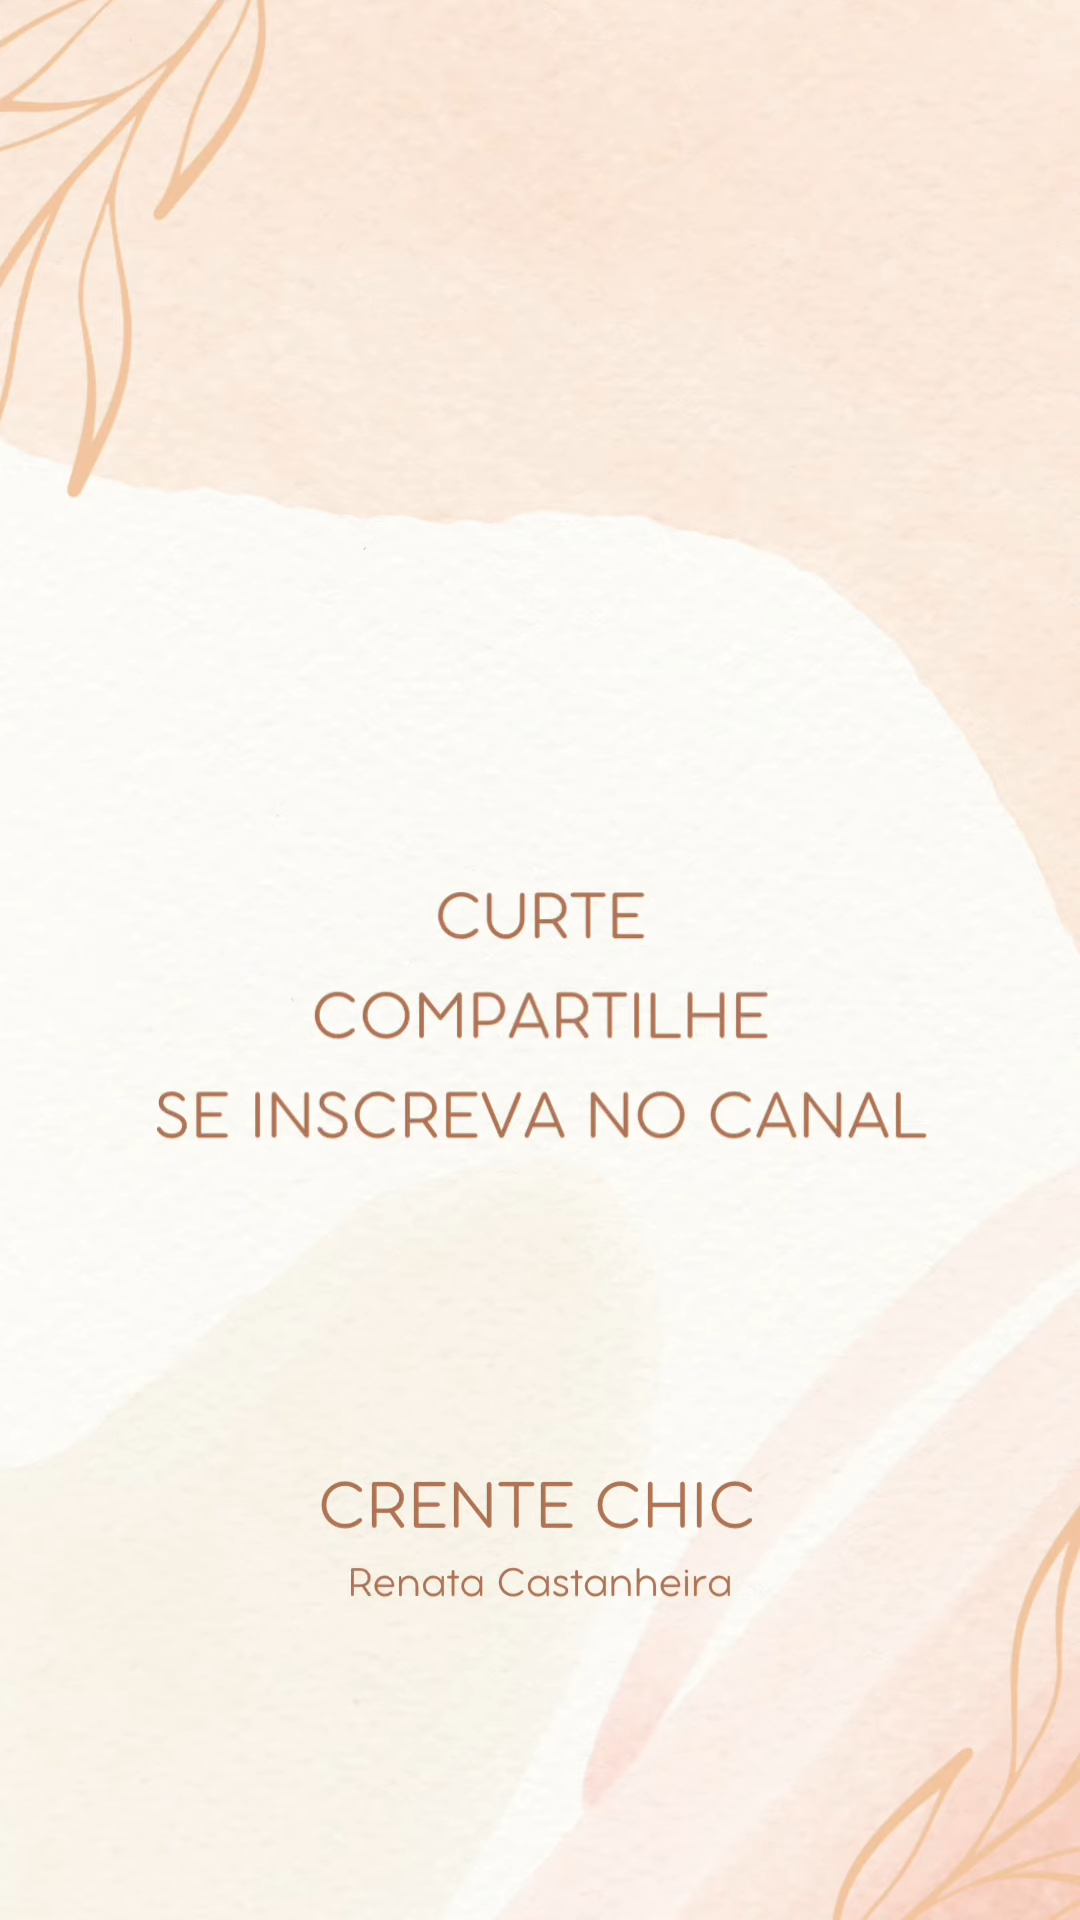 CURTE
COMPARTILHE
SE INSCREVA NO CANAL
CRENTE CHIC
Renata Castanheira